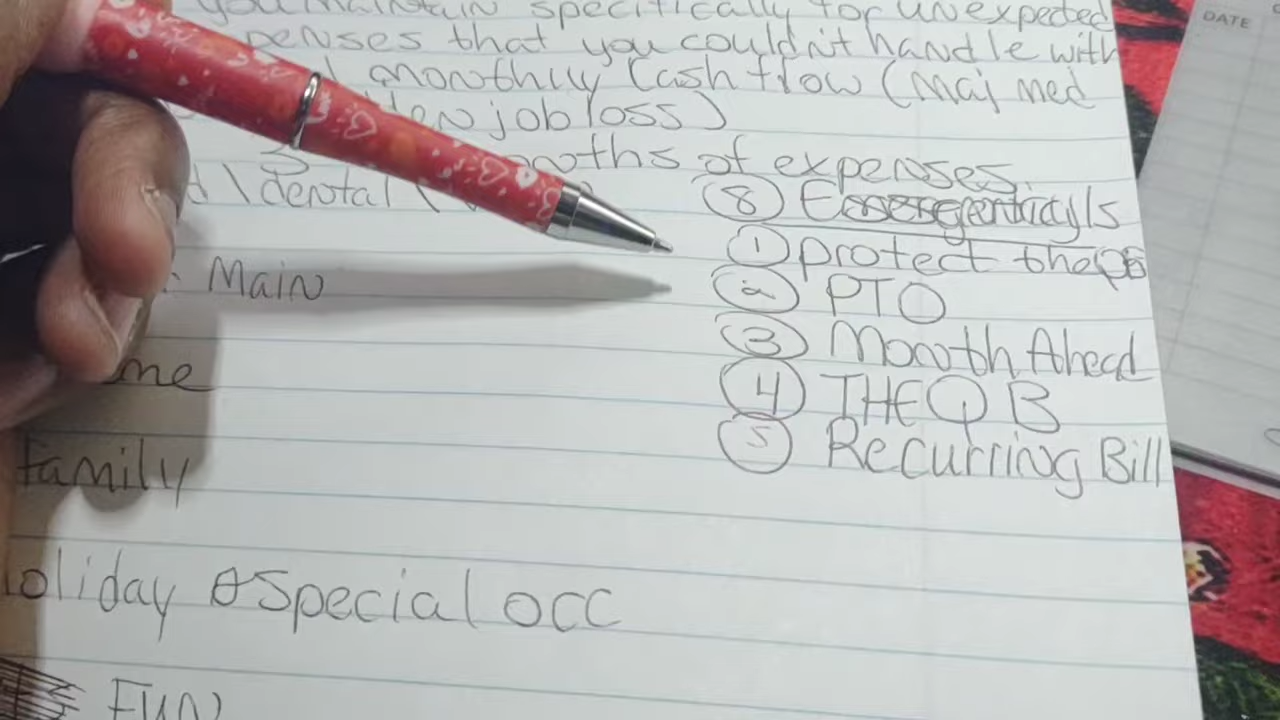 you maintain specifically for unexpected
penses that you couldn't handle with
monthly Cash flow (Maj med
job loss)
of expenses.
dental
⑧ Essentials
① protect the
② PTO
Main
③ Month Ahead
④ THE Q B
⑤ Recurring Bill
Family
oliday & Special occ
FUN
DATE